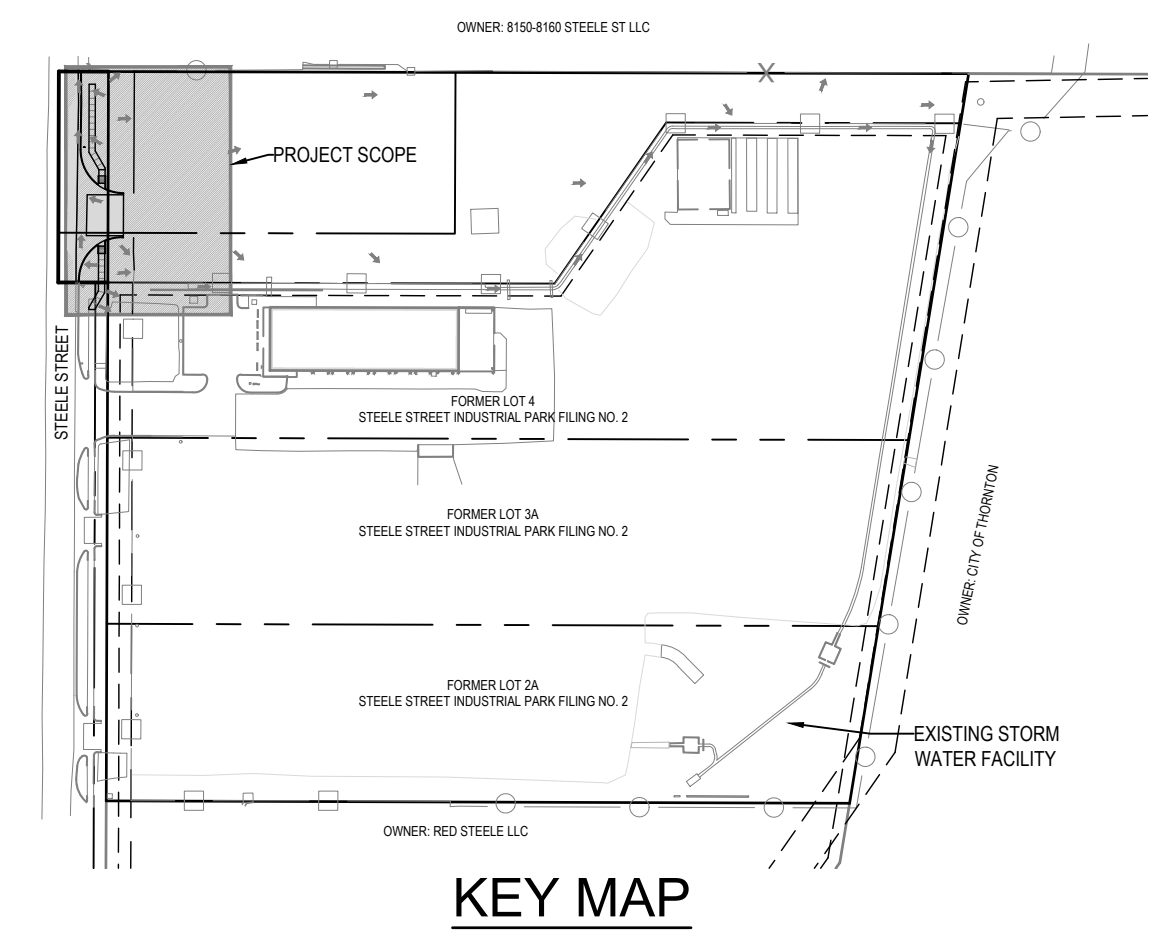 OWNER: 8150-8160 STEELE ST LLC
PROJECT SCOPE
STEELE STREET
FORMER LOT 4
STEELE STREET INDUSTRIAL PARK FILING NO. 2
FORMER LOT 3A
STEELE STREET INDUSTRIAL PARK FILING NO. 2
OWNER: CITY OF THORNTON
FORMER LOT 2A
STEELE STREET INDUSTRIAL PARK FILING NO. 2
EXISTING STORM
WATER FACILITY
OWNER: RED STEELE LLC
KEY MAP